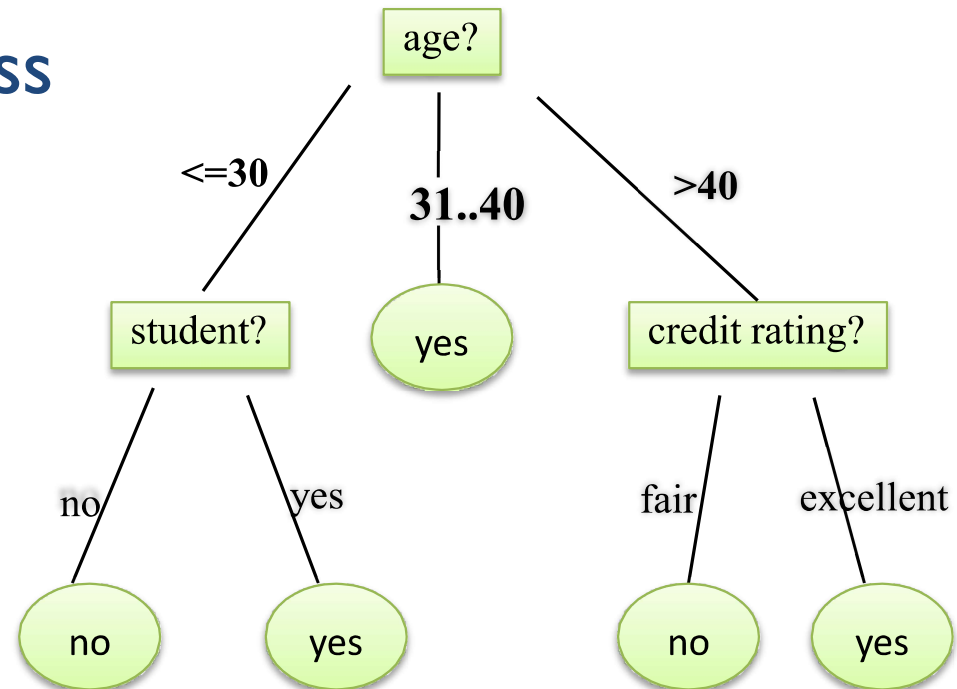 age?
ss
<=30
31..40
>40
student?
yes
credit rating?
no
yes
fair
excellent
no
yes
no
yes